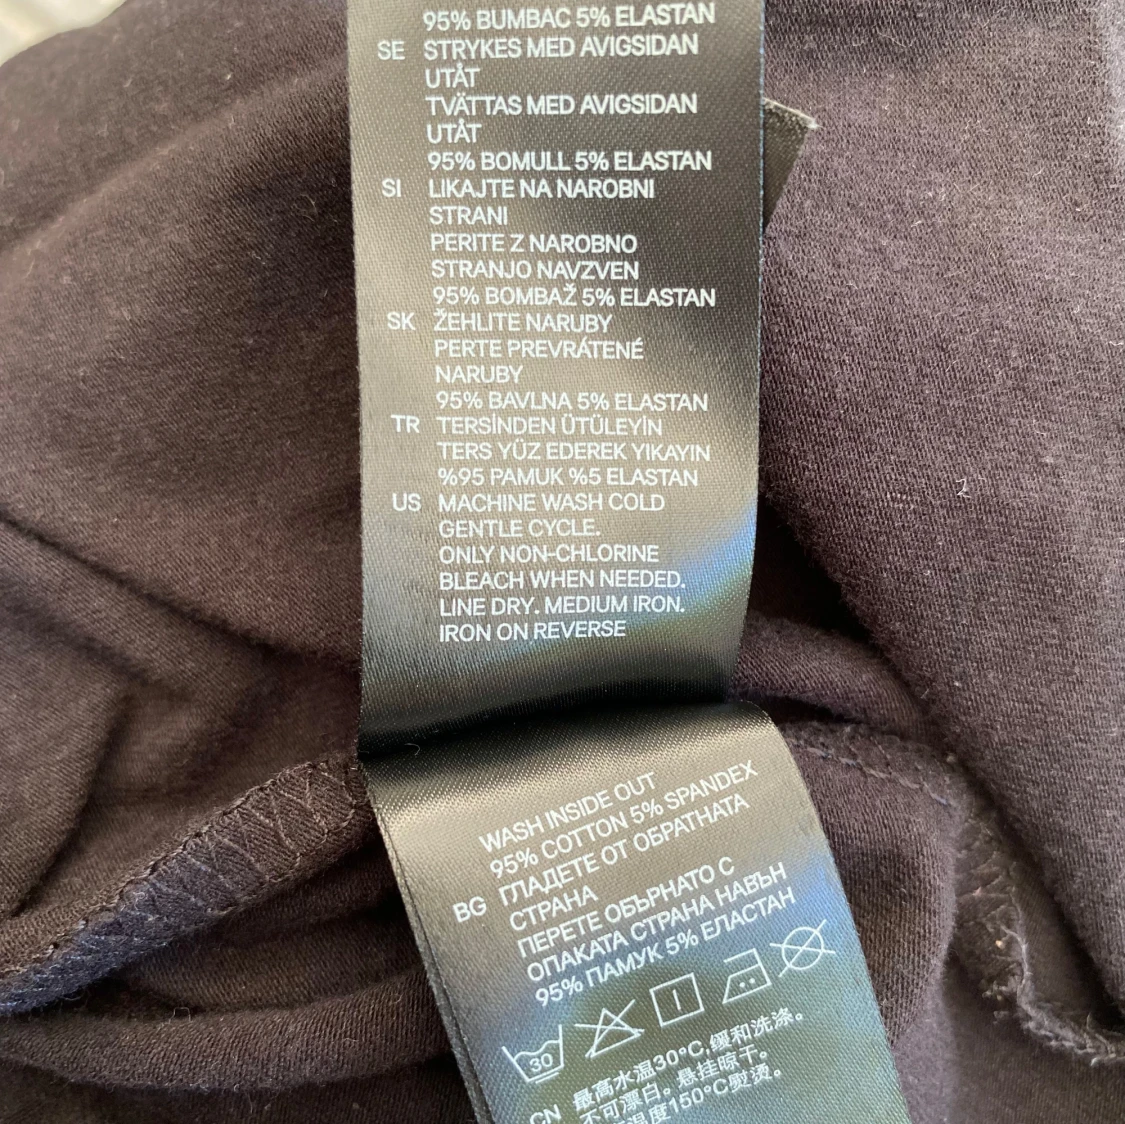 95% BUMBAC 5% ELASTAN
SE STRYKES MED AVIGSIDAN
UTÅT
TVÄTTAS MED AVIGSIDAN
UTÅT
95% BOMULL 5% ELASTAN
SI LIKAJTE NA NAROBNI
STRANI
PERITE Z NAROBNO
STRANJO NAVZVEN
95% BOMBAŽ 5% ELASTAN
SK ŽEHLITE NARUBY
PERTE PREVRÁTENÉ
NARUBY
95% BAVLNA 5% ELASTAN
TR TERSİNDEN ÜTÜLEYİN
TERS YÜZ EDEREK YIKAYIN
%95 PAMUK %5 ELASTAN
US MACHINE WASH COLD
GENTLE CYCLE.
ONLY NON-CHLORINE
BLEACH WHEN NEEDED.
LINE DRY. MEDIUM IRON.
IRON ON REVERSE
WASH INSIDE OUT
95% COTTON 5% SPANDEX
BG ГЛАДЕТЕ ОТ ОБРАТНАТА
СТРАНА
ПЕРЕТЕ ОБЪРНАТО С
ОПАКАТА СТРАНА НАВЪН
95% ПАМУК 5% ЕЛАСТАН
30
CN 最高水温30°C,缓和洗涤。
不可漂白。悬挂晾干。
温度150°C熨烫。